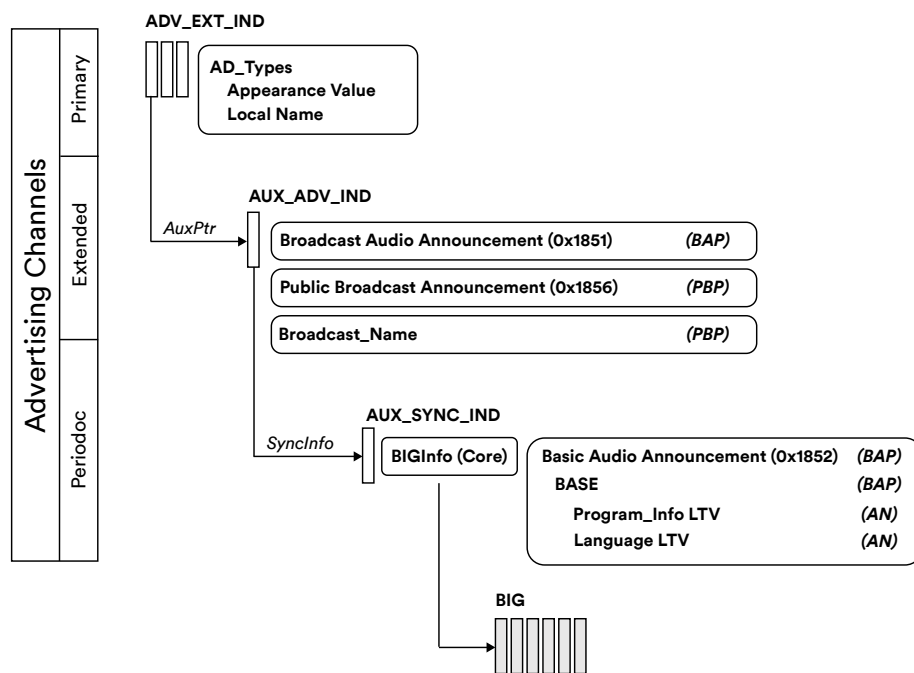 ADV_EXT_IND
Advertising Channels
Primary
AD_Types
Appearance Value
Local Name
Extended
AUX_ADV_IND
AuxPtr
Broadcast Audio Announcement (0x1851) (BAP)
Public Broadcast Announcement (0x1856) (PBP)
Broadcast_Name (PBP)
Periodoc
AUX_SYNC_IND
SyncInfo
BIGInfo (Core)
Basic Audio Announcement (0x1852) (BAP)
BASE (BAP)
Program_Info LTV (AN)
Language LTV (AN)
BIG